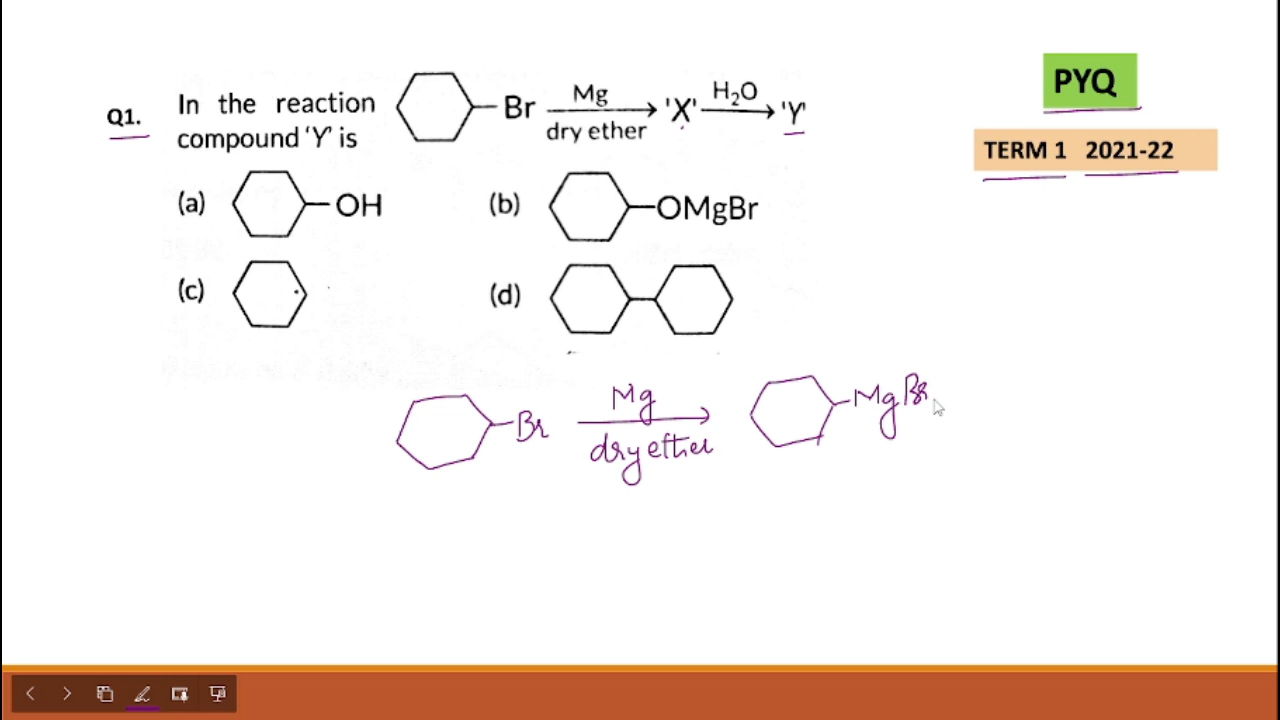 PYQ
TERM 1 2021-22
Q1. In the reaction Br Mg dry ether 'X' H₂O 'Y'
compound 'Y' is
(a) OH (b) OMgBr
(c) (d)
Br Mg dry ether MgBr